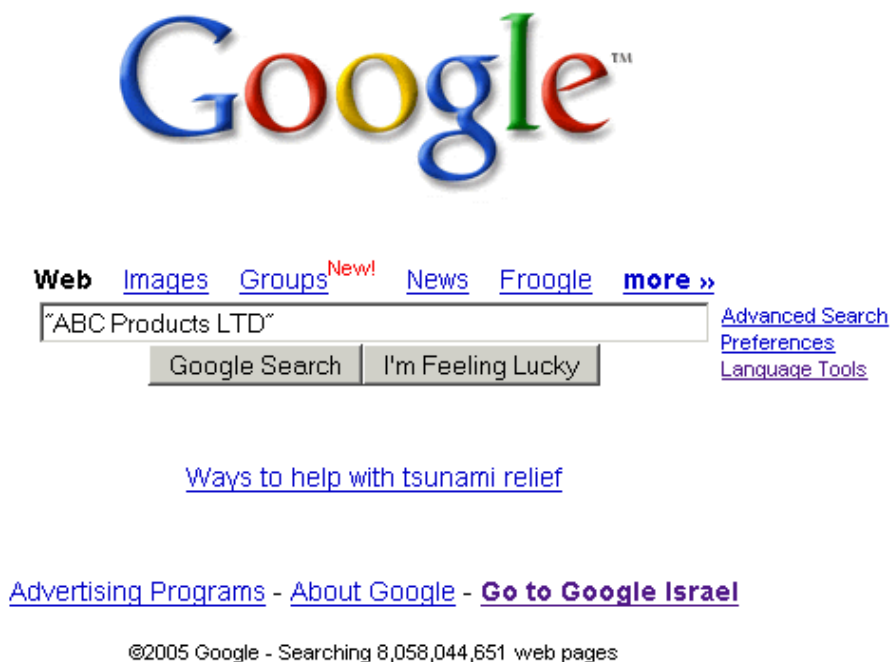 Google™
Web Images Groups New! News Froogle more »
˝ABC Products LTD˝
Advanced Search
Preferences
Language Tools
Google Search I'm Feeling Lucky
Ways to help with tsunami relief
Advertising Programs - About Google - Go to Google Israel
©2005 Google - Searching 8,058,044,651 web pages